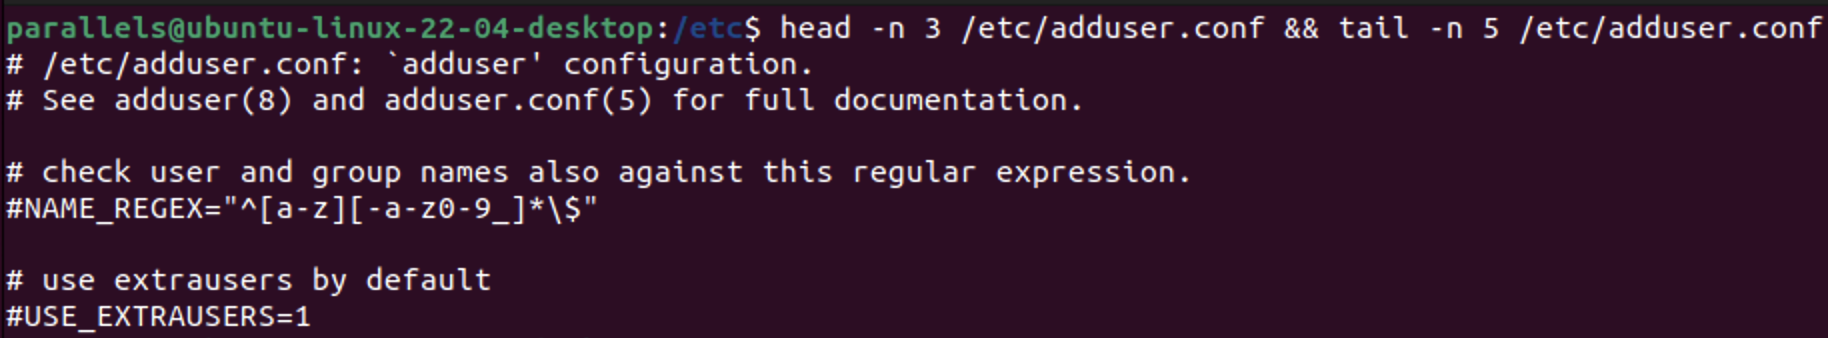 parallels@ubuntu-linux-22-04-desktop:/etc$ head -n 3 /etc/adduser.conf && tail -n 5 /etc/adduser.conf
# /etc/adduser.conf: `adduser' configuration.
# See adduser(8) and adduser.conf(5) for full documentation.
# check user and group names also against this regular expression.
#NAME_REGEX="^[a-z][-a-z0-9_]*\$"
# use extrausers by default
#USE_EXTRAUSERS=1